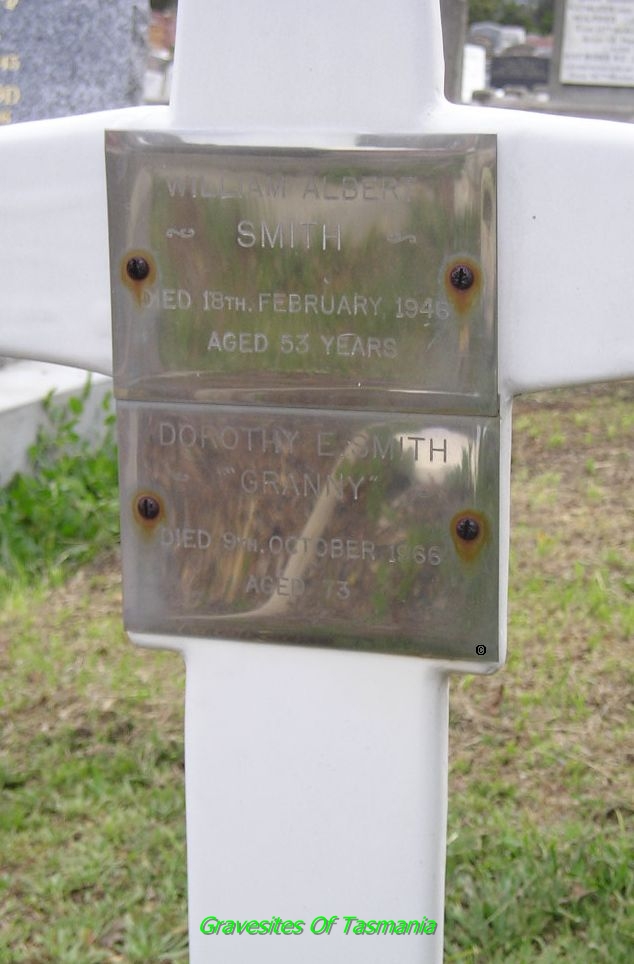 WILLIAM ALBERT
~ SMITH ~
DIED 18TH. FEBRUARY, 1946
AGED 53 YEARS
DOROTHY E. SMITH
"GRANNY"
DIED 9TH. OCTOBER, 1966
AGED 73
©
Gravesites Of Tasmania